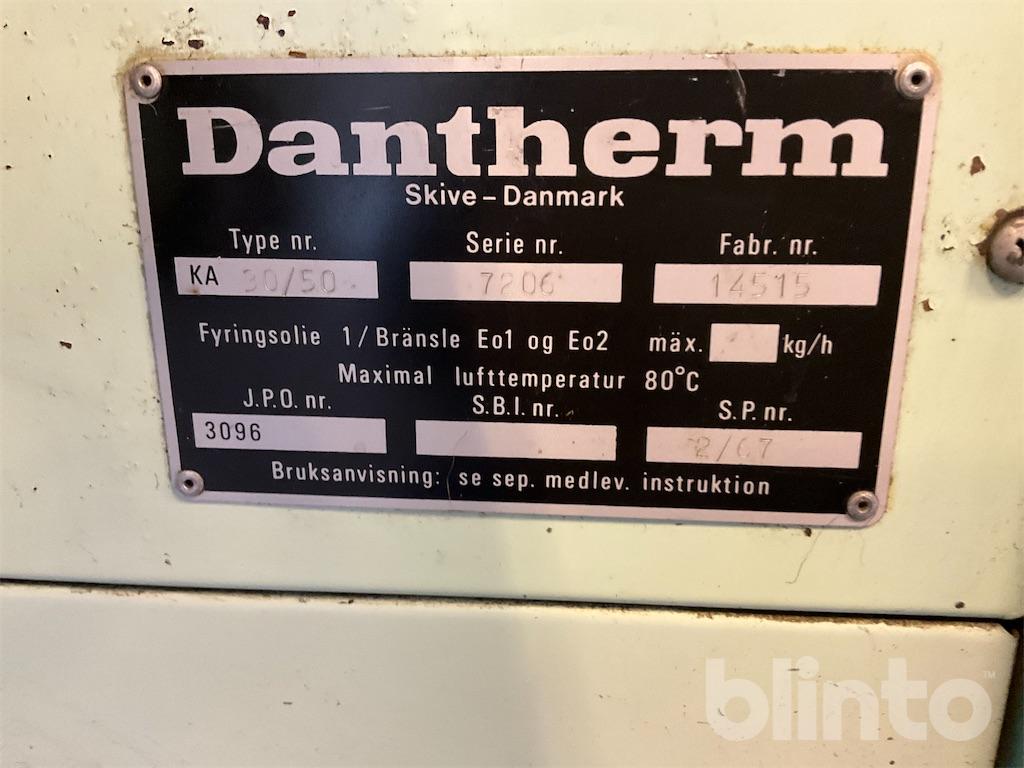 Dantherm
Skive – Danmark
Type nr. Serie nr. Fabr. nr.
KA 30/50 7206 14515
Fyringsolie 1 / Bränsle Eo1 og Eo2 mäx. kg/h
Maximal lufttemperatur 80°C
J.P.O. nr. S.B.I. nr. S.P. nr.
3096 2/67
Bruksanvisning: se sep. medlev. instruktion
blinto™